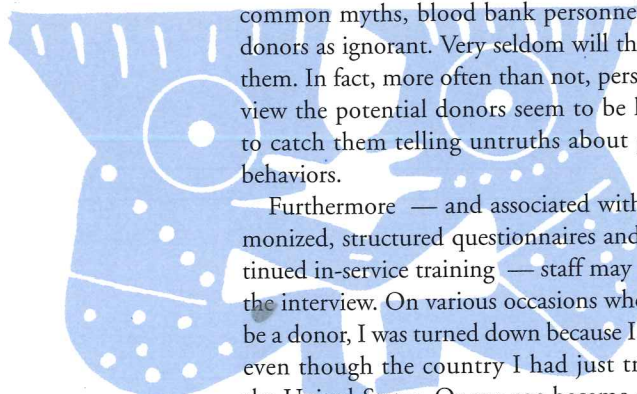 common myths, blood bank personne
donors as ignorant. Very seldom will th
them. In fact, more often than not, pers
view the potential donors seem to be l
to catch them telling untruths about p
behaviors.
Furthermore — and associated with
monized, structured questionnaires and
tinued in-service training — staff may
the interview. On various occasions whe
be a donor, I was turned down because I
even though the country I had just tr